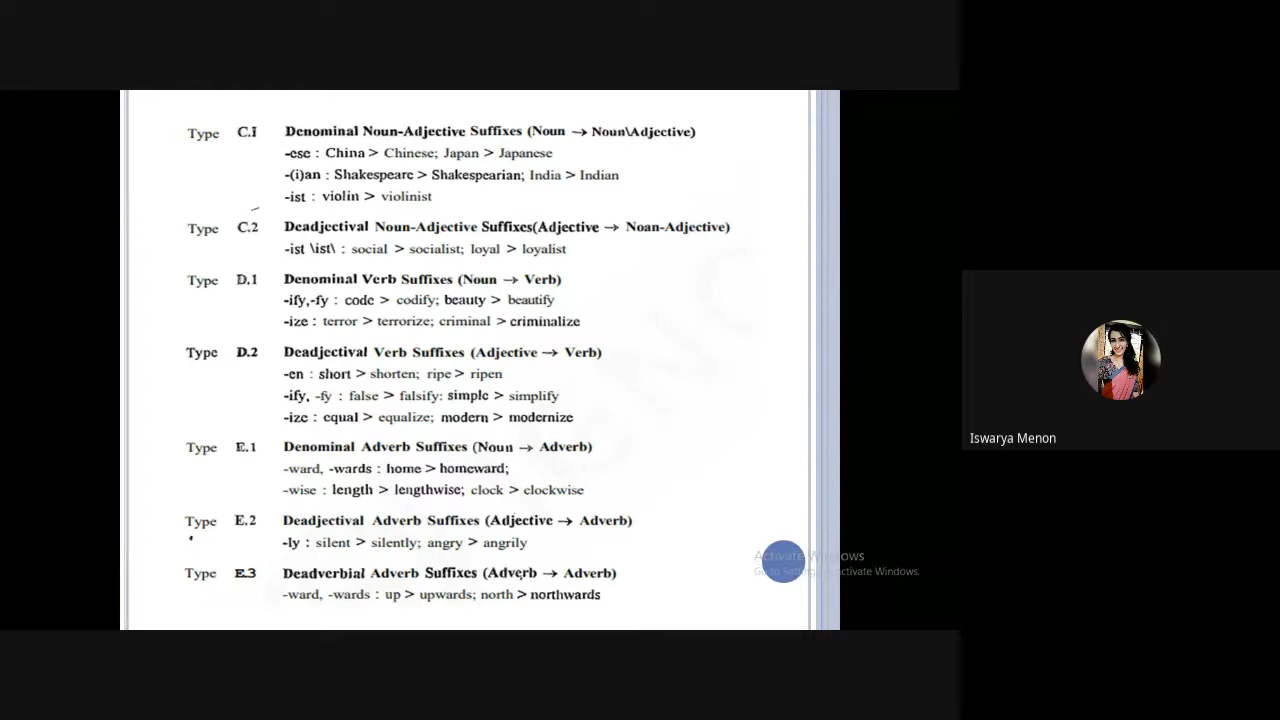 Type C.I Denominal Noun-Adjective Suffixes (Noun → Noun\Adjective)
-ese : China > Chinese; Japan > Japanese
-(i)an : Shakespeare > Shakespearian; India > Indian
-ist : violin > violinist
Type C.2 Deadjectival Noun-Adjective Suffixes(Adjective → Noan-Adjective)
-ist \ist\ : social > socialist; loyal > loyalist
Type D.1 Denominal Verb Suffixes (Noun → Verb)
-ify,-fy : code > codify; beauty > beautify
-ize : terror > terrorize; criminal > criminalize
Type D.2 Deadjectival Verb Suffixes (Adjective → Verb)
-en : short > shorten; ripe > ripen
-ify, -fy : false > falsify: simple > simplify
-ize : equal > equalize; modern > modernize
Type E.1 Denominal Adverb Suffixes (Noun → Adverb)
-ward, -wards : home > homeward;
-wise : length > lengthwise; clock > clockwise
Type E.2 Deadjectival Adverb Suffixes (Adjective → Adverb)
-ly : silent > silently; angry > angrily
Type E.3 Deadverbial Adverb Suffixes (Adverb → Adverb)
-ward, -wards : up > upwards; north > northwards
Activate Windows
Go to Settings to activate Windows.
Iswarya Menon